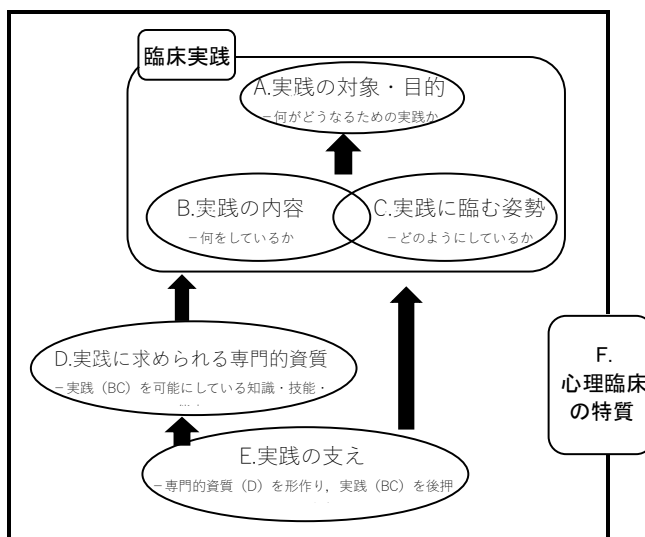 臨床実践
A.実践の対象・目的
－何がどうなるための実践か
B.実践の内容
－何をしているか
C.実践に臨む姿勢
－どのようにしているか
D.実践に求められる専門的資質
－実践（BC）を可能にしている知識・技能・
E.実践の支え
－専門的資質（D）を形作り，実践（BC）を後押
F.
心理臨床
の特質